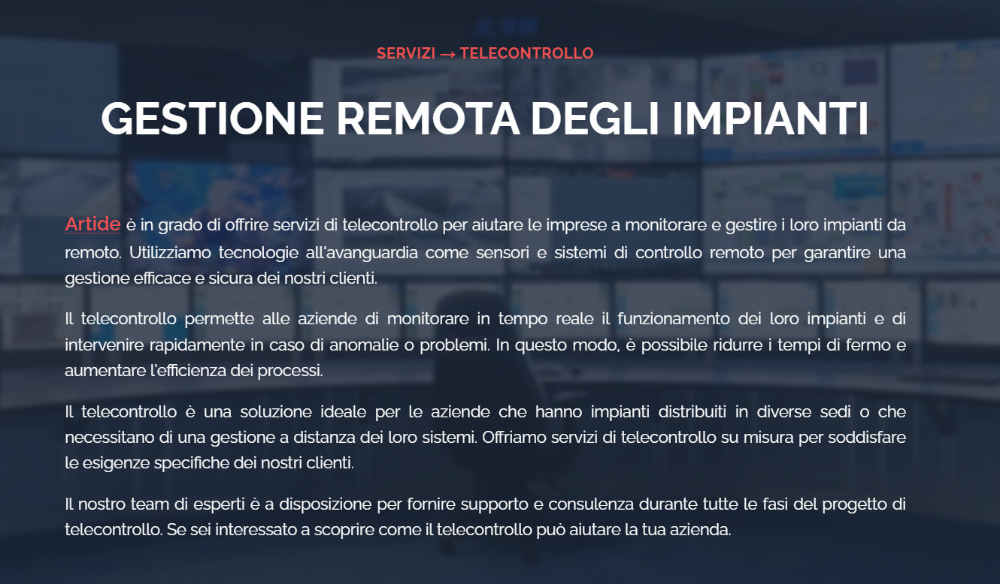 SERVIZI → TELECONTROLLO
GESTIONE REMOTA DEGLI IMPIANTI
Artide è in grado di offrire servizi di telecontrollo per aiutare le imprese a monitorare e gestire i loro impianti da
remoto. Utilizziamo tecnologie all'avanguardia come sensori e sistemi di controllo remoto per garantire una
gestione efficace e sicura dei nostri clienti.
Il telecontrollo permette alle aziende di monitorare in tempo reale il funzionamento dei loro impianti e di
intervenire rapidamente in caso di anomalie o problemi. In questo modo, è possibile ridurre i tempi di fermo e
aumentare l'efficienza dei processi.
Il telecontrollo è una soluzione ideale per le aziende che hanno impianti distribuiti in diverse sedi o che
necessitano di una gestione a distanza dei loro sistemi. Offriamo servizi di telecontrollo su misura per soddisfare
le esigenze specifiche dei nostri clienti.
Il nostro team di esperti è a disposizione per fornire supporto e consulenza durante tutte le fasi del progetto di
telecontrollo. Se sei interessato a scoprire come il telecontrollo può aiutare la tua azienda.